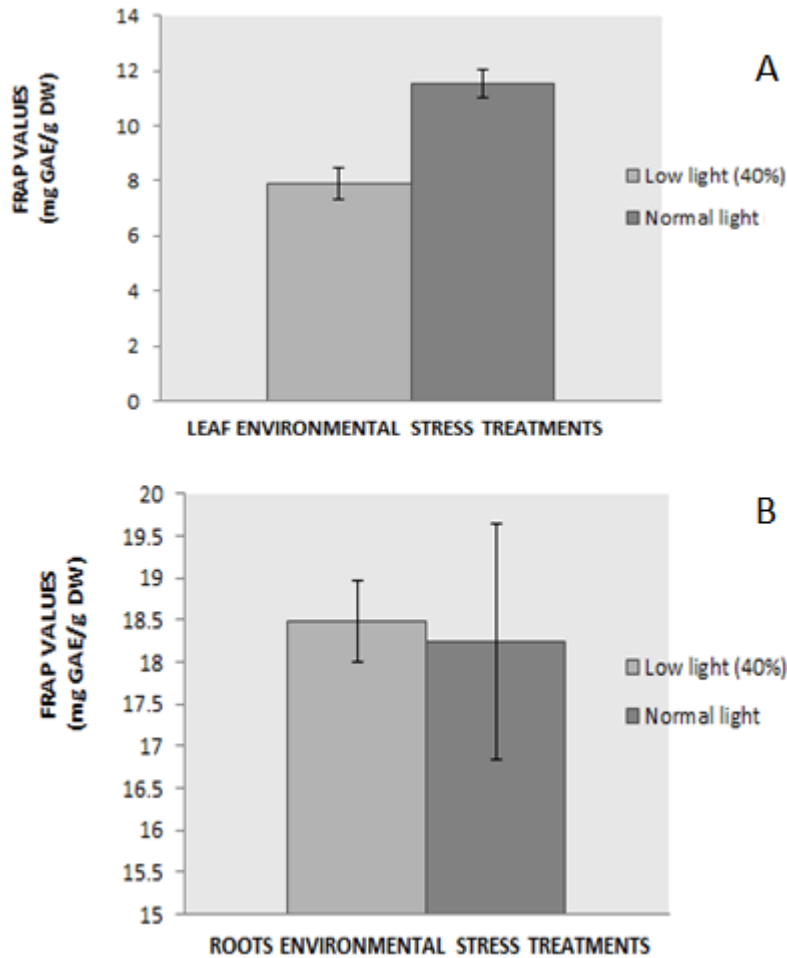 A
FRAP VALUES
(mg GAE/g DW)
14
12
10
8
6
4
2
0
Low light (40%)
Normal light
LEAF ENVIRONMENTAL STRESS TREATMENTS
B
FRAP VALUES
(mg GAE/g DW)
20
19.5
19
18.5
18
17.5
17
16.5
16
15.5
15
Low light (40%)
Normal light
ROOTS ENVIRONMENTAL STRESS TREATMENTS